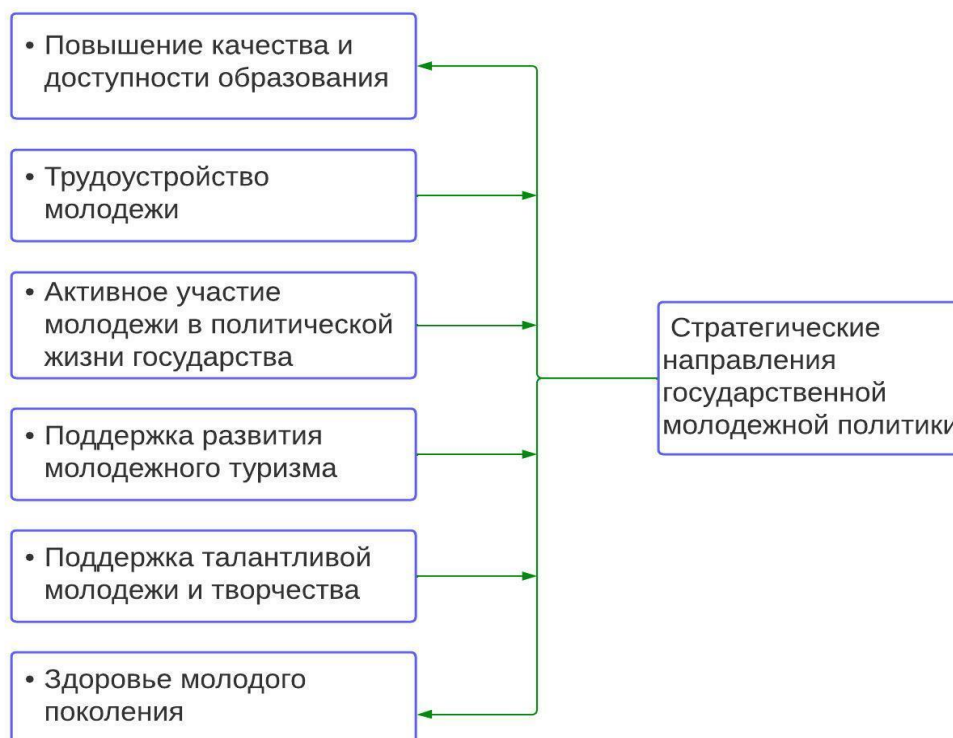 • Повышение качества и
доступности образования
• Трудоустройство
молодежи
• Активное участие
молодежи в политической
жизни государства
• Поддержка развития
молодежного туризма
• Поддержка талантливой
молодежи и творчества
• Здоровье молодого
поколения
Стратегические
направления
государственной
молодежной политики